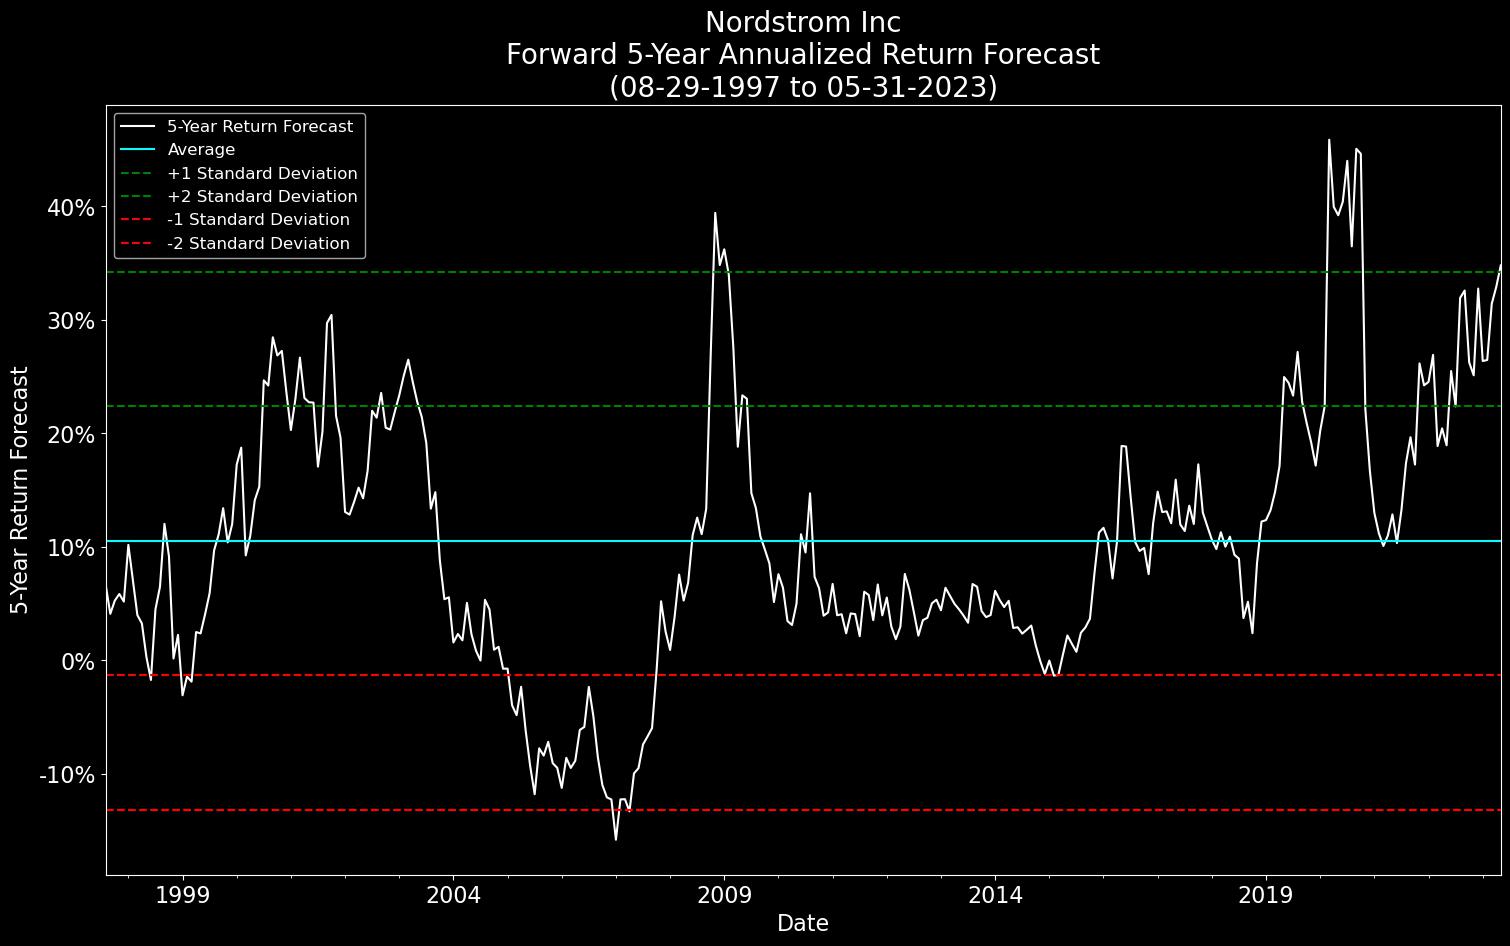 Nordstrom Inc
Forward 5-Year Annualized Return Forecast
(08-29-1997 to 05-31-2023)
5-Year Return Forecast
Average
+1 Standard Deviation
+2 Standard Deviation
-1 Standard Deviation
-2 Standard Deviation
40%
30%
20%
10%
0%
-10%
5-Year Return Forecast
1999 2004 2009 2014 2019
Date